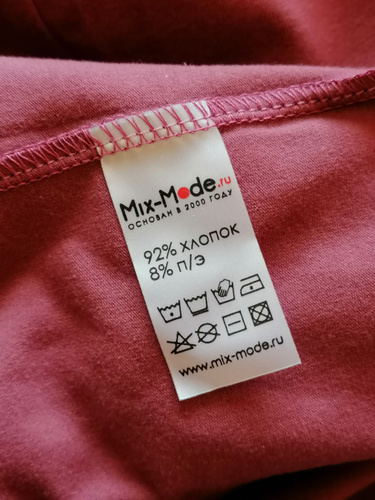 Mix-Mode.ru
ОСНОВАН В 2000 ГОДУ
92% ХЛОПОК
8% П/Э
www.mix-mode.ru